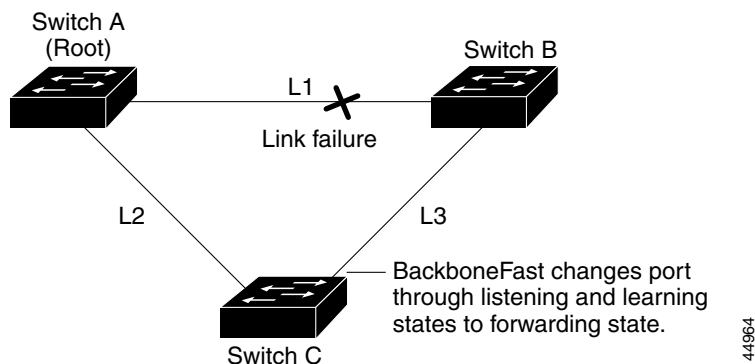 Switch A
(Root)
Switch B
L1
Link failure
L2
L3
BackboneFast changes port
through listening and learning
states to forwarding state.
Switch C
44964